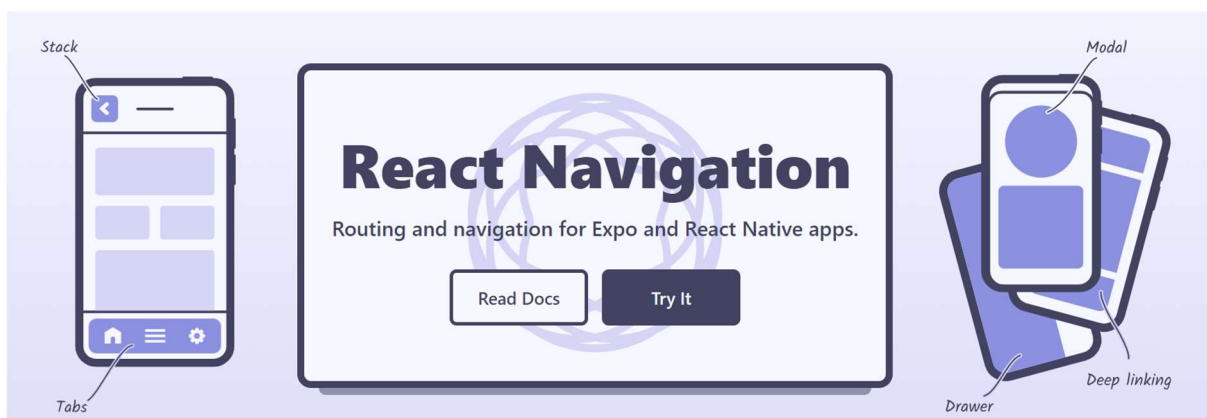 Stack
Modal
React Navigation
Routing and navigation for Expo and React Native apps.
Read Docs
Try It
Tabs
Drawer
Deep linking